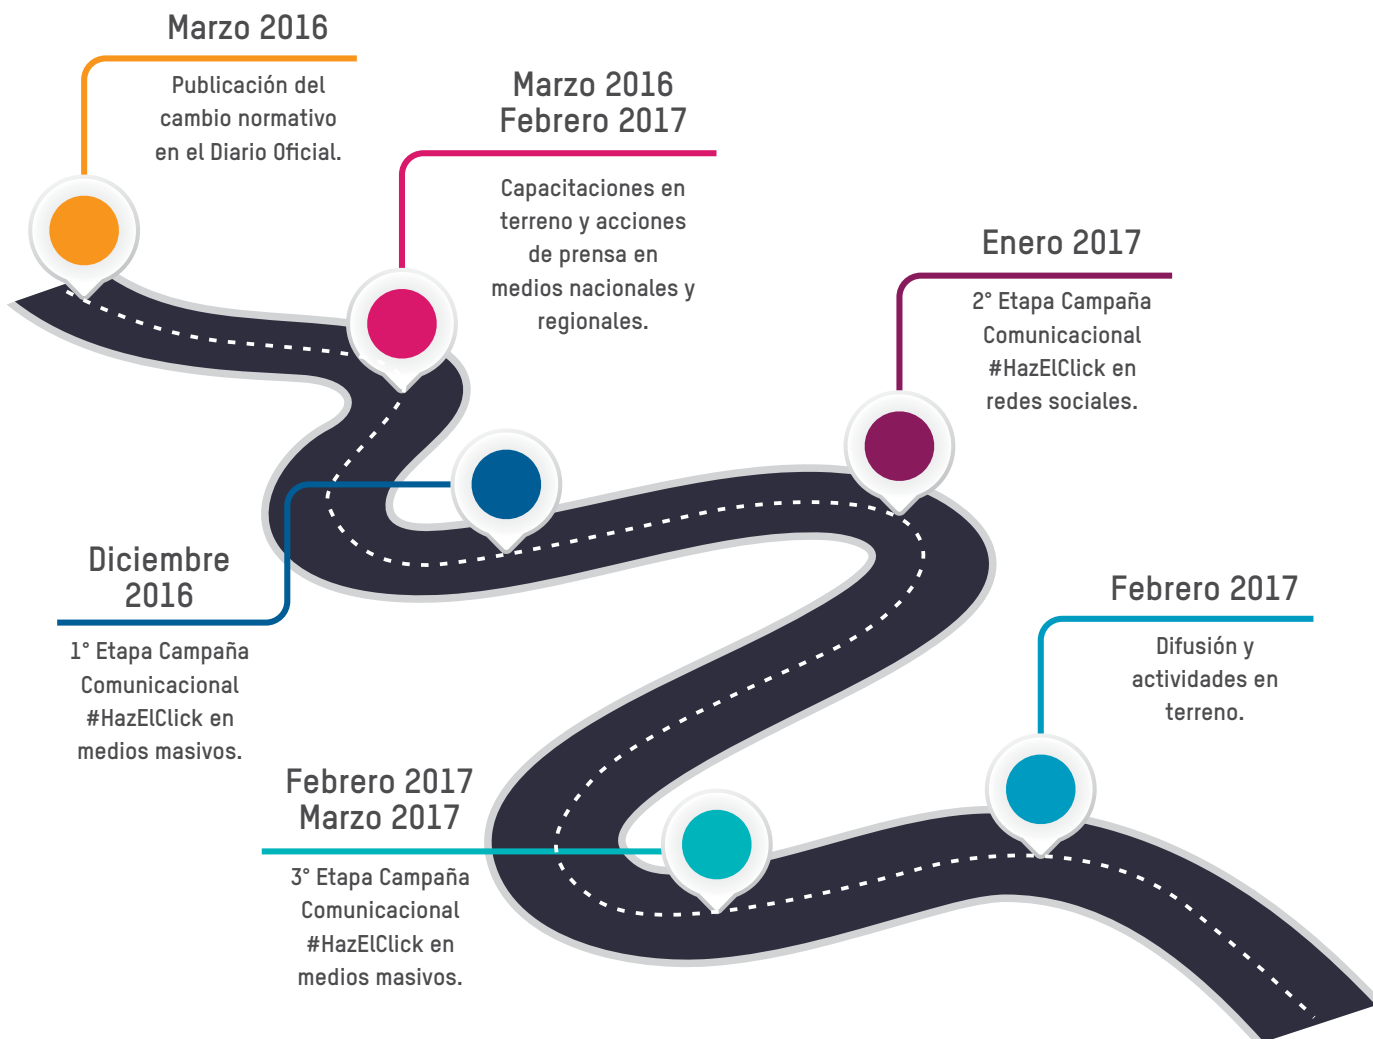 Marzo 2016
Publicación del
cambio normativo
en el Diario Oficial.
Marzo 2016
Febrero 2017
Capacitaciones en
terreno y acciones
de prensa en
medios nacionales y
regionales.
Diciembre
2016
1° Etapa Campaña
Comunicacional
#HazElClick en
medios masivos.
Enero 2017
2° Etapa Campaña
Comunicacional
#HazElClick en
redes sociales.
Febrero 2017
Marzo 2017
3° Etapa Campaña
Comunicacional
#HazElClick en
medios masivos.
Febrero 2017
Difusión y
actividades en
terreno.